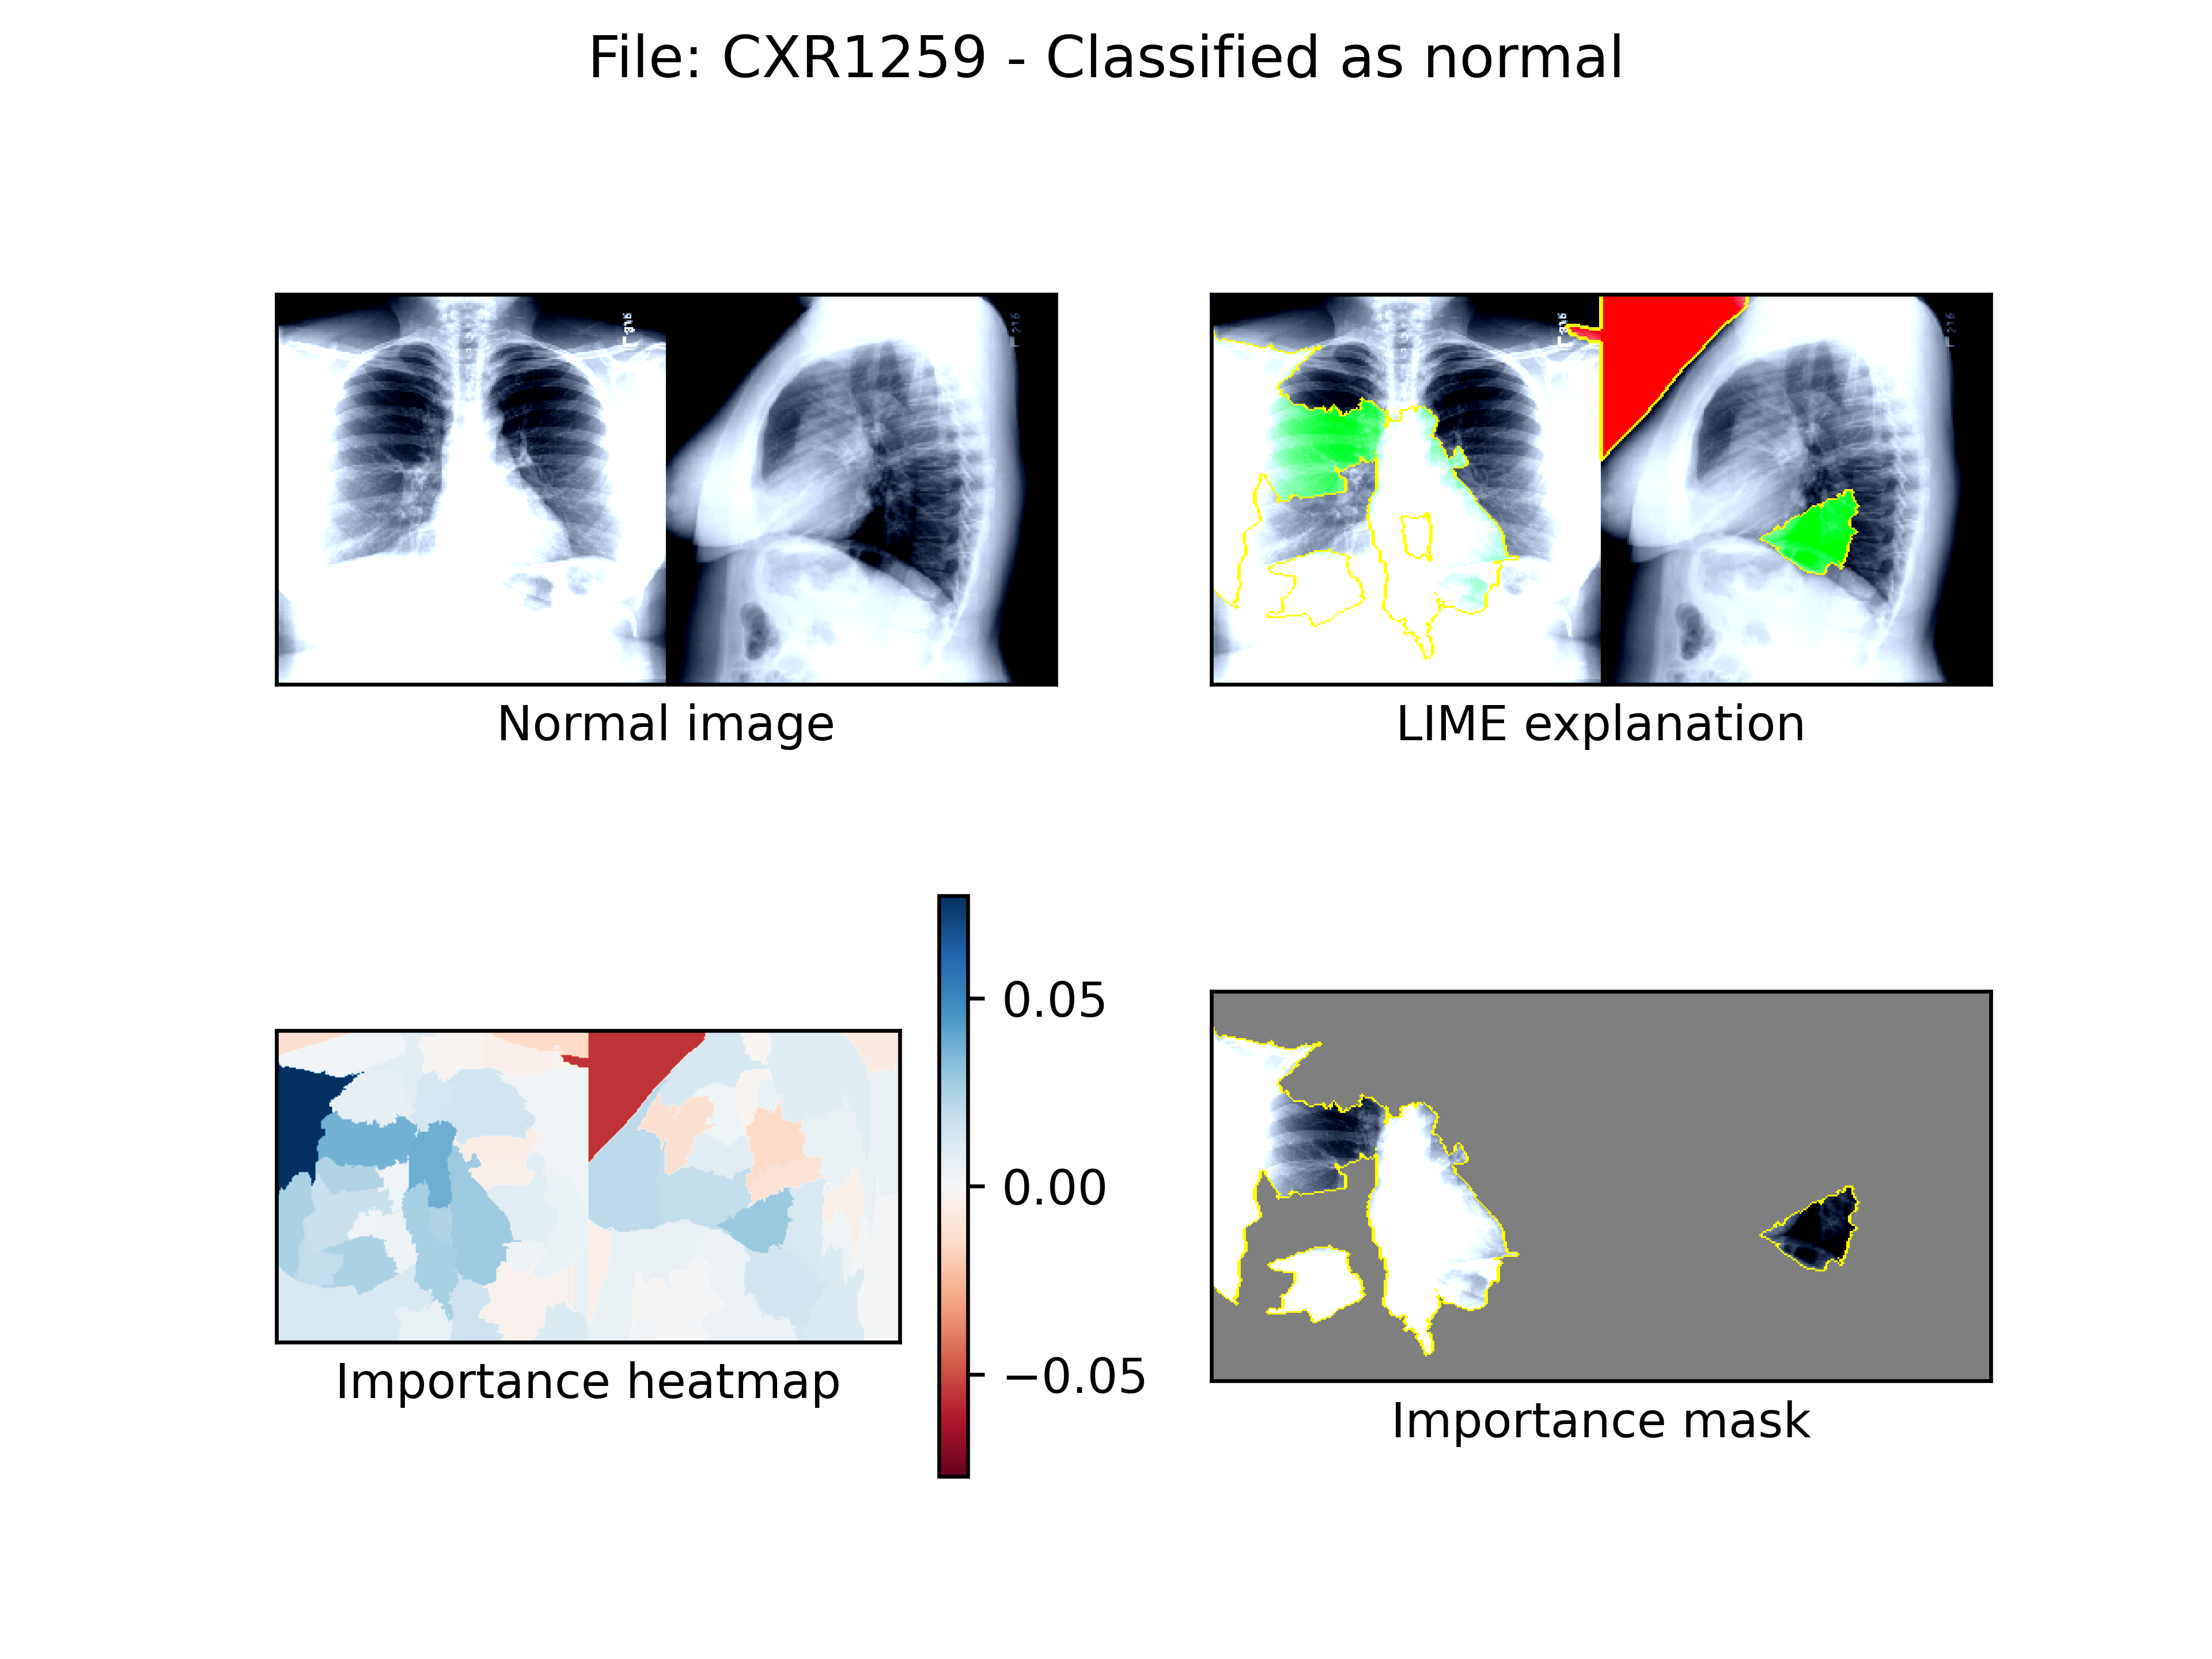 File: CXR1259 - Classified as normal
Normal image
LIME explanation
0.05
0.00
−0.05
Importance heatmap
Importance mask